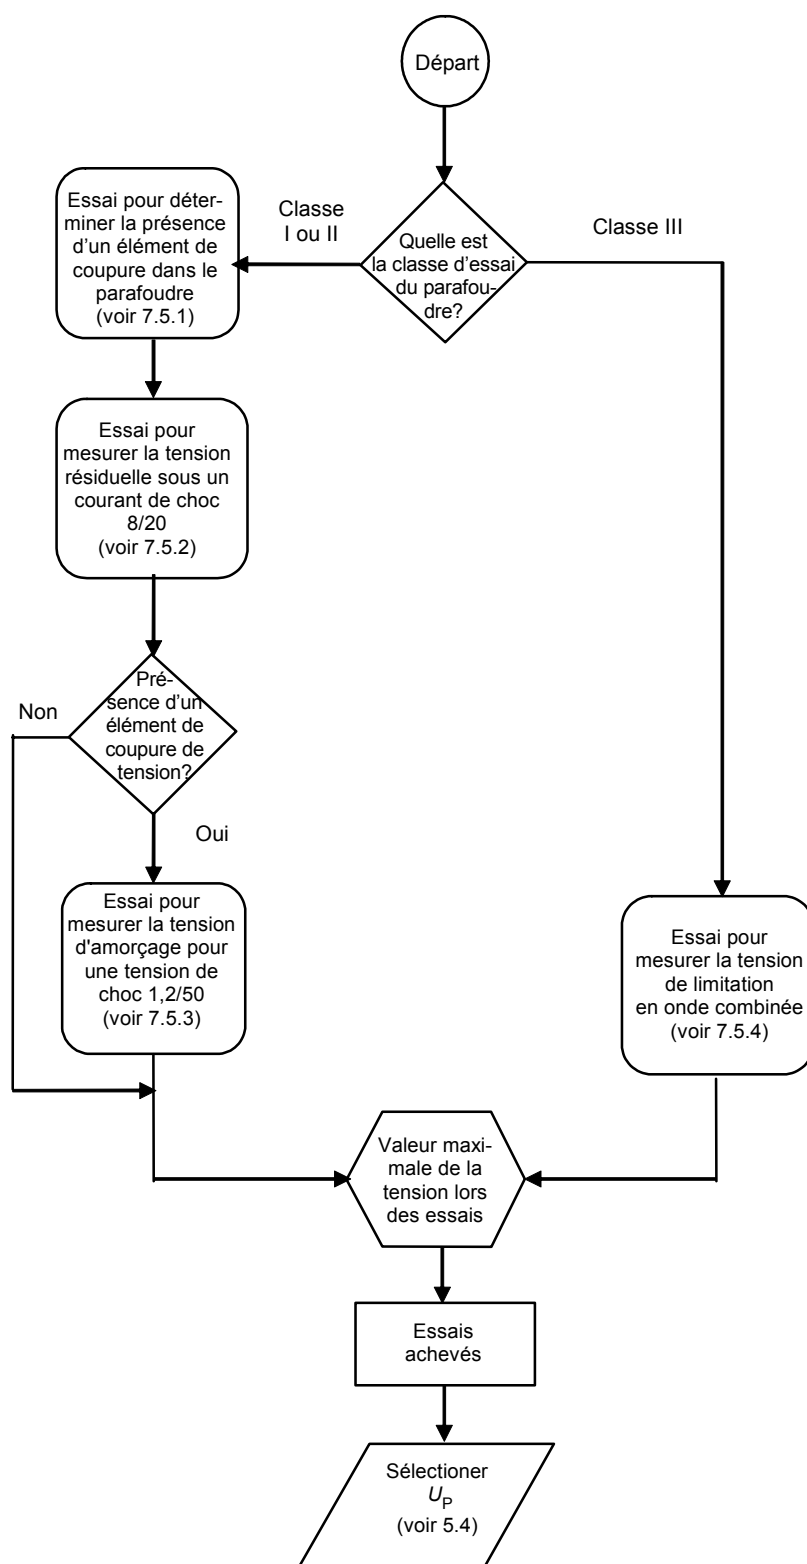 Départ
Essai pour déter-
miner la présence
d'un élément de
coupure dans le
parafoudre
(voir 7.5.1)
Classe
I ou II
Quelle est
la classe d'essai
du parafou-
dre?
Classe III
Essai pour
mesurer la tension
résiduelle sous un
courant de choc
8/20
(voir 7.5.2)
Pré-
sence d'un
élément de
coupure de
tension?
Non
Oui
Essai pour
mesurer la tension
d'amorçage pour
une tension de
choc 1,2/50
(voir 7.5.3)
Essai pour
mesurer la tension
de limitation
en onde combinée
(voir 7.5.4)
Valeur maxi-
male de la
tension lors
des essais
Essais
achevés
Sélectioner
UP
(voir 5.4)